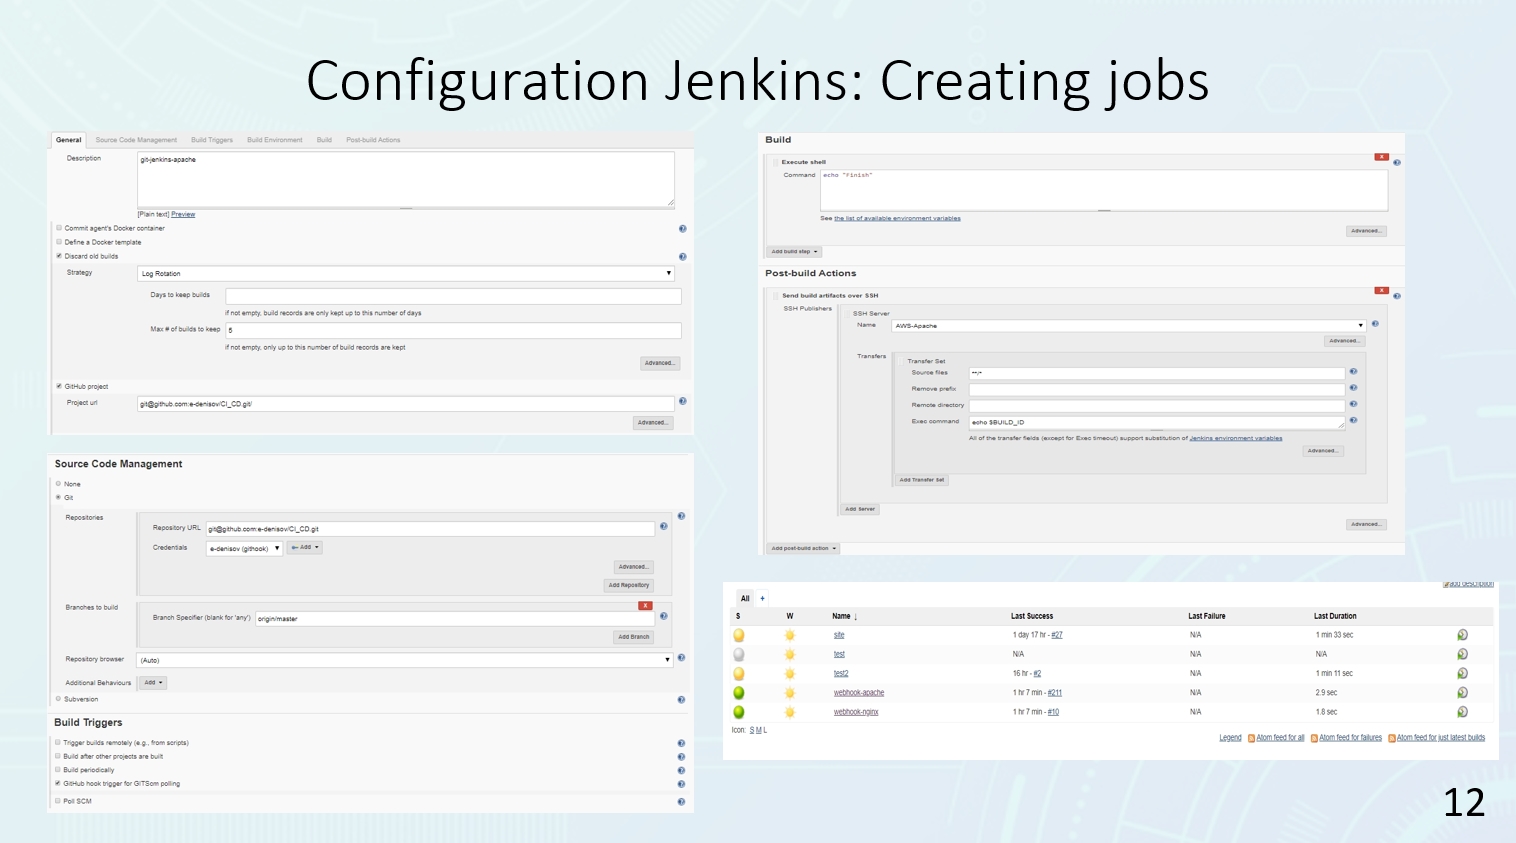 Configuration Jenkins: Creating jobs
General Source Code Management Build Triggers Build Environment Build Post-build Actions
Description git-jenkins-apache
[Plain text] Preview
Commit agent's Docker container
Define a Docker template
Discard old builds
Strategy Log Rotation
Days to keep builds
if not empty, build records are only kept up to this number of days
Max # of builds to keep 5
if not empty, only up to this number of build records are kept
Advanced...
GitHub project
Project url git@github.com:e-denisov/CI_CD.git/
Advanced...
Source Code Management
None
Git
Repositories
Repository URL git@github.com:e-denisov/CI_CD.git
Credentials e-denisov (githook) Add
Advanced...
Add Repository
Branches to build
X
Branch Specifier (blank for 'any') origin/master
Add Branch
Repository browser (Auto)
Additional Behaviours Add
Subversion
Build Triggers
Trigger builds remotely (e.g., from scripts)
Build after other projects are built
Build periodically
GitHub hook trigger for GITScm polling
Poll SCM
Build
X
Execute shell
Command echo "Finish"
See the list of available environment variables
Advanced...
Add build step
Post-build Actions
X
Send build artifacts over SSH
SSH Publishers
SSH Server
Name AWS-Apache
Advanced...
Transfers
Transfer Set
Source files **/*
Remove prefix
Remote directory
Exec command echo $BUILD_ID
All of the transfer fields (except for Exec timeout) support substitution of Jenkins environment variables
Advanced...
Add Transfer Set
Add Server
Advanced...
Add post-build action
add description
All +
S W Name ↓ Last Success Last Failure Last Duration
site 1 day 17 hr - #27 N/A 1 min 33 sec
test N/A N/A N/A
test2 16 hr - #2 N/A 1 min 11 sec
webhook-apache 1 hr 7 min - #211 N/A 2.9 sec
webhook-nginx 1 hr 7 min - #10 N/A 1.8 sec
Icon: S M L
Legend Atom feed for all Atom feed for failures Atom feed for just latest builds
12